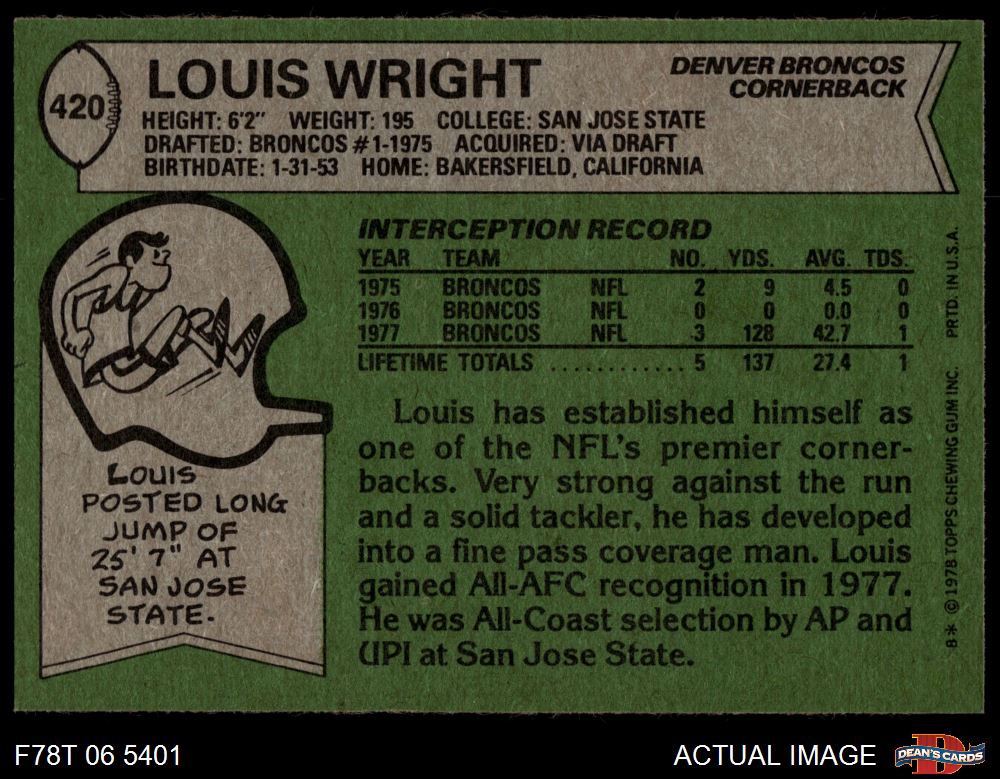 420
LOUIS WRIGHT
DENVER BRONCOS
CORNERBACK
HEIGHT: 6'2" WEIGHT: 195 COLLEGE: SAN JOSE STATE
DRAFTED: BRONCOS #1-1975 ACQUIRED: VIA DRAFT
BIRTHDATE: 1-31-53 HOME: BAKERSFIELD, CALIFORNIA
INTERCEPTION RECORD
YEAR TEAM NO. YDS. AVG. TDS.
1975 BRONCOS NFL 2 9 4.5 0
1976 BRONCOS NFL 0 0 0.0 0
1977 BRONCOS NFL 3 128 42.7 1
LIFETIME TOTALS ............ 5 137 27.4 1
Louis has established himself as
one of the NFL's premier corner-
backs. Very strong against the run
and a solid tackler, he has developed
into a fine pass coverage man. Louis
gained All-AFC recognition in 1977.
He was All-Coast selection by AP and
UPI at San Jose State.
LOUIS
POSTED LONG
JUMP OF
25' 7" AT
SAN JOSE
STATE.
8* © 1978 TOPPS CHEWING GUM INC. PRTD. IN U.S.A.
F78T 06 5401
ACTUAL IMAGE
D
DEAN'S CARDS